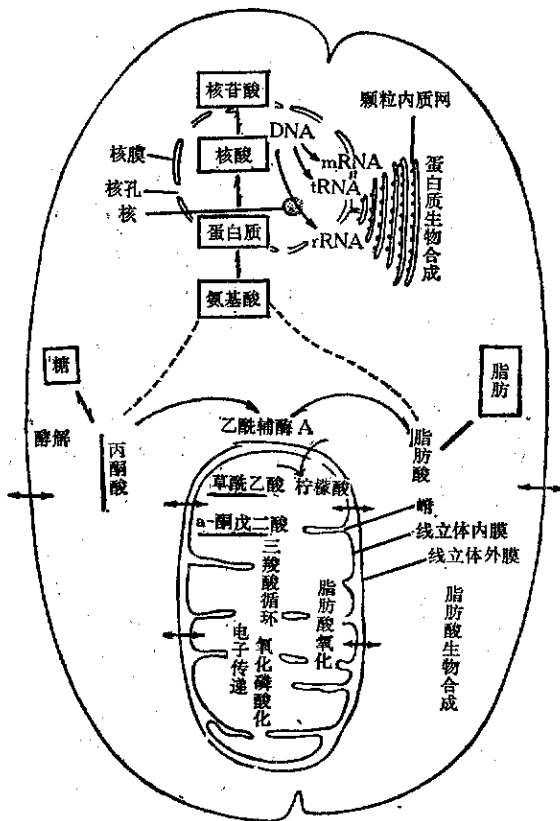 核苷酸
颗粒内质网
DNA
核膜
核酸
mRNA
核孔
tRNA
蛋白质生物合成
核
蛋白质
rRNA
氨基酸
糖
脂肪
酵解
乙酰辅酶A
丙酮酸
脂肪酸
草酰乙酸
柠檬酸
嵴
a-酮戊二酸
线立体内膜
线立体外膜
三羧酸循环
脂肪酸氧化
电子传递
氧化磷酸化
脂肪酸生物合成